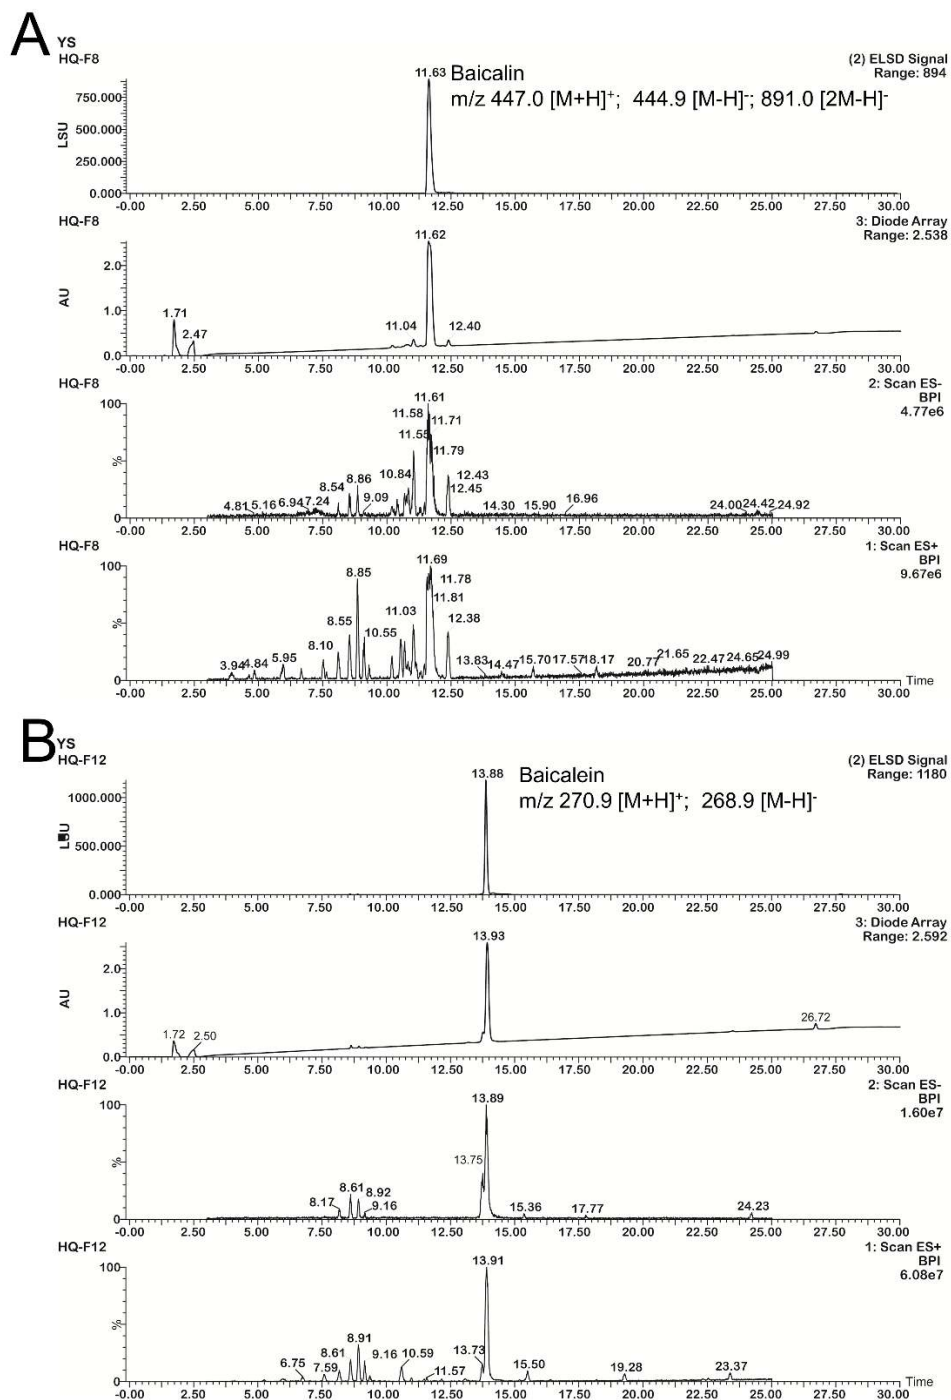 A
YS
HQ-F8
(2) ELSD Signal
Range: 894
11.63
Baicalin
m/z 447.0 [M+H]+; 444.9 [M-H]-; 891.0 [2M-H]-
LSU
750.000
500.000
250.000
0.000
-0.00 2.50 5.00 7.50 10.00 12.50 15.00 17.50 20.00 22.50 25.00 27.50 30.00
HQ-F8
3: Diode Array
Range: 2.538
11.62
AU
2.0
1.0
0.0
1.71
2.47
11.04
12.40
-0.00 2.50 5.00 7.50 10.00 12.50 15.00 17.50 20.00 22.50 25.00 27.50 30.00
HQ-F8
2: Scan ES-
BPI
4.77e6
100
%
0
11.61
11.58
11.71
11.55
11.79
10.84
12.43
12.45
8.54
8.86
9.09
4.81
5.16
6.94
7.24
14.30
15.90
16.96
24.00
24.42
24.92
-0.00 2.50 5.00 7.50 10.00 12.50 15.00 17.50 20.00 22.50 25.00 27.50 30.00
HQ-F8
1: Scan ES+
BPI
9.67e6
100
%
0
11.69
8.85
11.78
11.81
11.03
12.38
8.55
10.55
8.10
3.94
4.84
5.95
13.83
14.47
15.70
17.57
18.17
20.77
21.65
22.47
24.65
24.99
Time
-0.00 2.50 5.00 7.50 10.00 12.50 15.00 17.50 20.00 22.50 25.00 27.50 30.00
B
YS
HQ-F12
(2) ELSD Signal
Range: 1180
13.88
Baicalein
m/z 270.9 [M+H]+; 268.9 [M-H]-
1000.000
500.000
0.000
-0.00 2.50 5.00 7.50 10.00 12.50 15.00 17.50 20.00 22.50 25.00 27.50 30.00
HQ-F12
3: Diode Array
Range: 2.592
13.93
AU
2.0
1.0
0.0
1.72
2.50
26.72
-0.00 2.50 5.00 7.50 10.00 12.50 15.00 17.50 20.00 22.50 25.00 27.50 30.00
HQ-F12
2: Scan ES-
BPI
1.60e7
100
%
0
13.89
13.75
8.61
8.92
8.17
9.16
15.36
17.77
24.23
-0.00 2.50 5.00 7.50 10.00 12.50 15.00 17.50 20.00 22.50 25.00 27.50 30.00
HQ-F12
1: Scan ES+
BPI
6.08e7
100
%
0
13.91
8.91
8.61
9.16
10.59
13.73
6.75
7.59
11.57
15.50
19.28
23.37
Time
-0.00 2.50 5.00 7.50 10.00 12.50 15.00 17.50 20.00 22.50 25.00 27.50 30.00